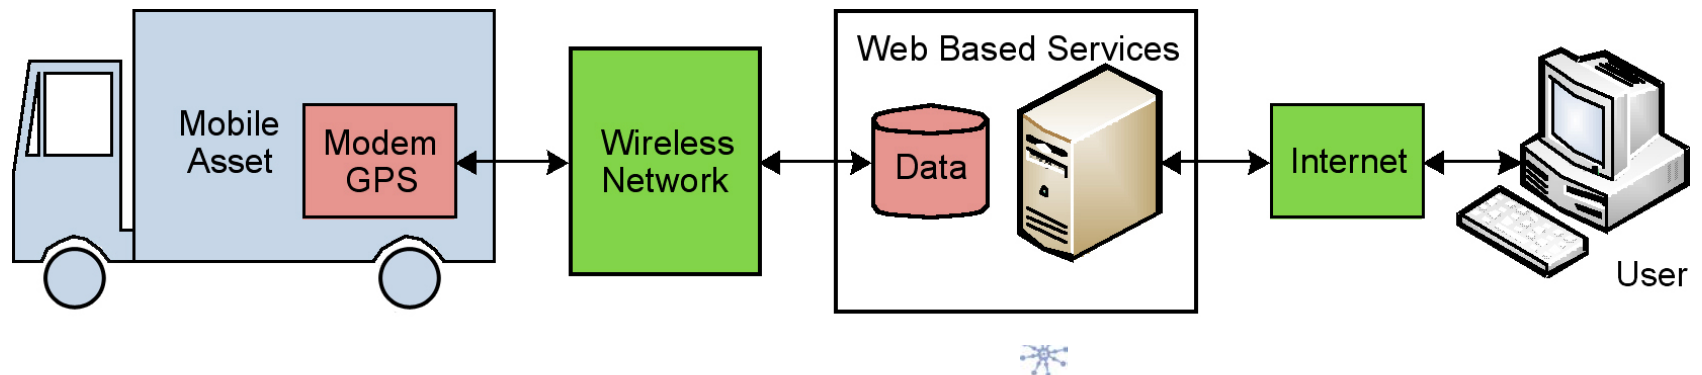 Mobile
Asset
Modem
GPS
Wireless
Network
Web Based Services
Data
Internet
User